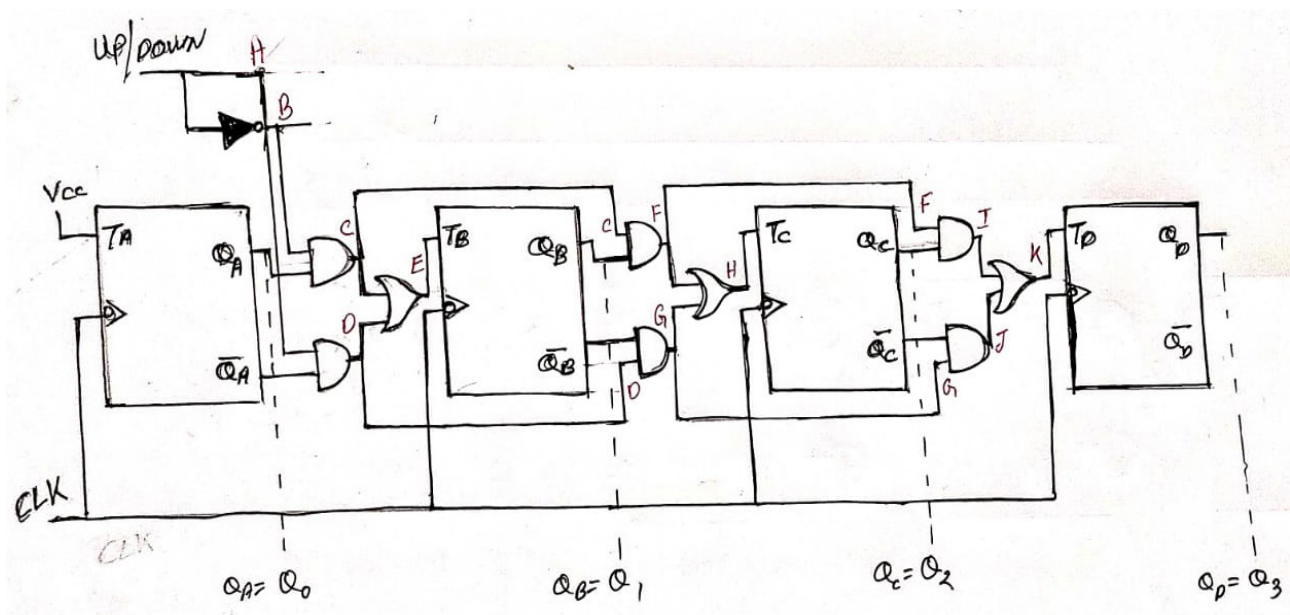 UP/DOWN
A
B
Vcc
TA
QA
Q̅A
C
D
E
TB
QB
Q̅B
C
F
G
D
H
TC
QC
Q̅C
F
I
J
G
K
TD
QD
Q̅D
CLK
CLK
QA=Q0
QB=Q1
QC=Q2
QD=Q3